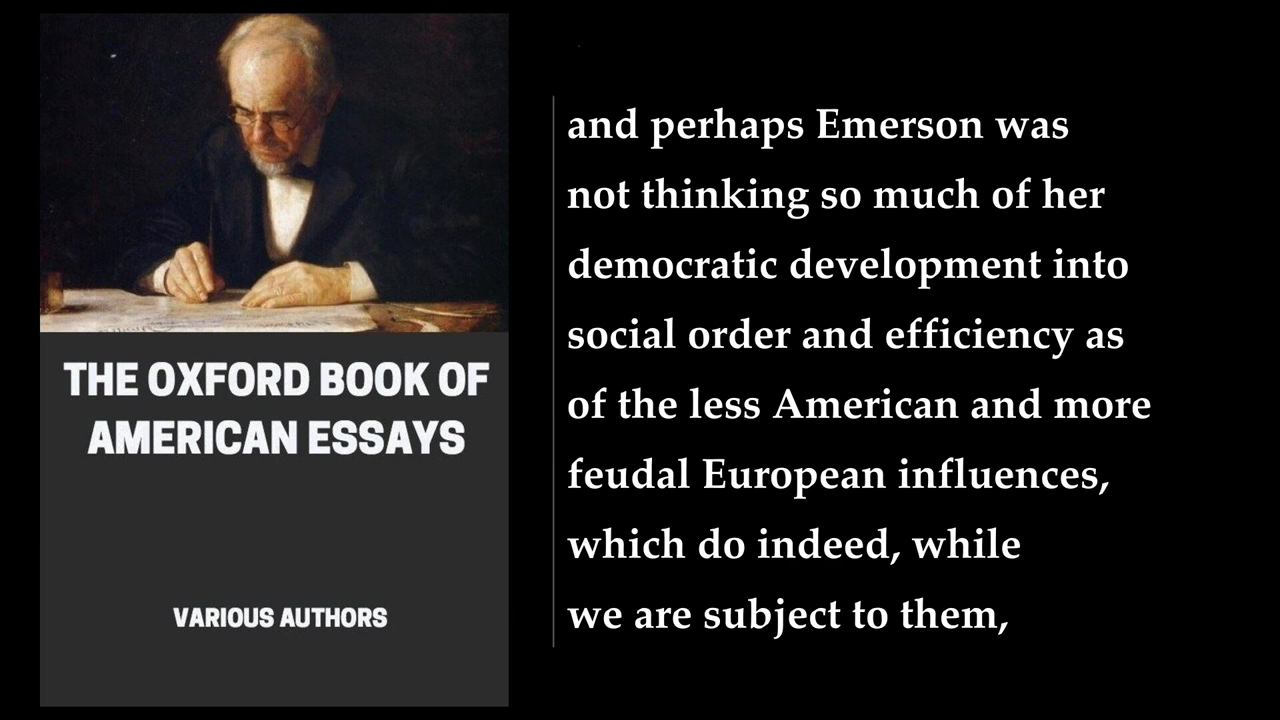 THE OXFORD BOOK OF
AMERICAN ESSAYS
VARIOUS AUTHORS
and perhaps Emerson was
not thinking so much of her
democratic development into
social order and efficiency as
of the less American and more
feudal European influences,
which do indeed, while
we are subject to them,